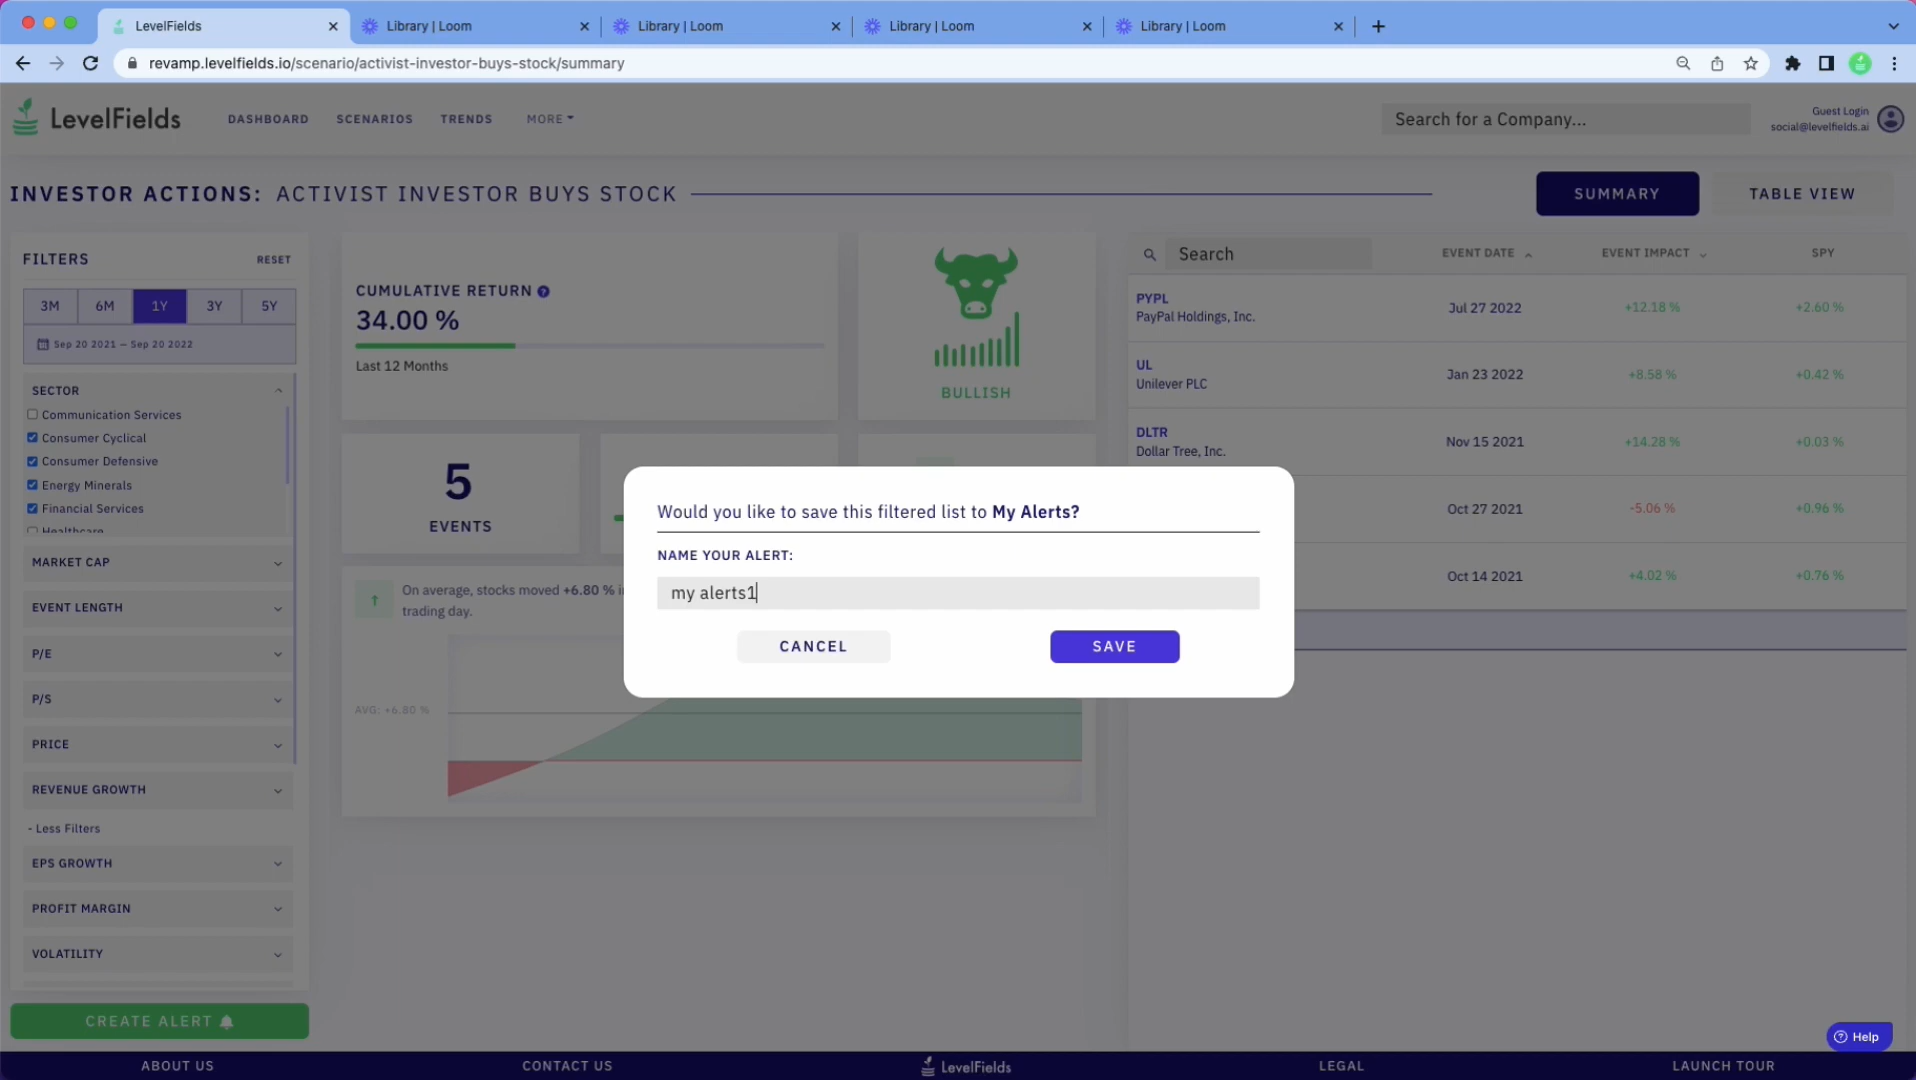 LevelFields
Library | Loom
Library | Loom
Library | Loom
Library | Loom
revamp.levelfields.io/scenario/activist-investor-buys-stock/summary
LevelFields
DASHBOARD
SCENARIOS
TRENDS
MORE
Search for a Company...
Guest Login
social@levelfields.ai
INVESTOR ACTIONS: ACTIVIST INVESTOR BUYS STOCK
SUMMARY
TABLE VIEW
FILTERS
RESET
3M 6M 1Y 3Y 5Y
Sep 20 2021 – Sep 20 2022
SECTOR
Communication Services
Consumer Cyclical
Consumer Defensive
Energy Minerals
Financial Services
Healthcare
MARKET CAP
EVENT LENGTH
P/E
P/S
PRICE
REVENUE GROWTH
- Less Filters
EPS GROWTH
PROFIT MARGIN
VOLATILITY
CREATE ALERT
CUMULATIVE RETURN ?
34.00 %
Last 12 Months
BULLISH
5
EVENTS
On average, stocks moved +6.80 % in
trading day.
AVG: +6.80 %
Search
EVENT DATE
EVENT IMPACT
SPY
PYPL
PayPal Holdings, Inc.
Jul 27 2022
+12.18 %
+2.60 %
UL
Unilever PLC
Jan 23 2022
+8.58 %
+0.42 %
DLTR
Dollar Tree, Inc.
Nov 15 2021
+14.28 %
+0.03 %
Oct 27 2021
-5.06 %
+0.96 %
Oct 14 2021
+4.02 %
+0.76 %
Would you like to save this filtered list to My Alerts?
NAME YOUR ALERT:
my alerts1
CANCEL
SAVE
? Help
ABOUT US
CONTACT US
LevelFields
LEGAL
LAUNCH TOUR